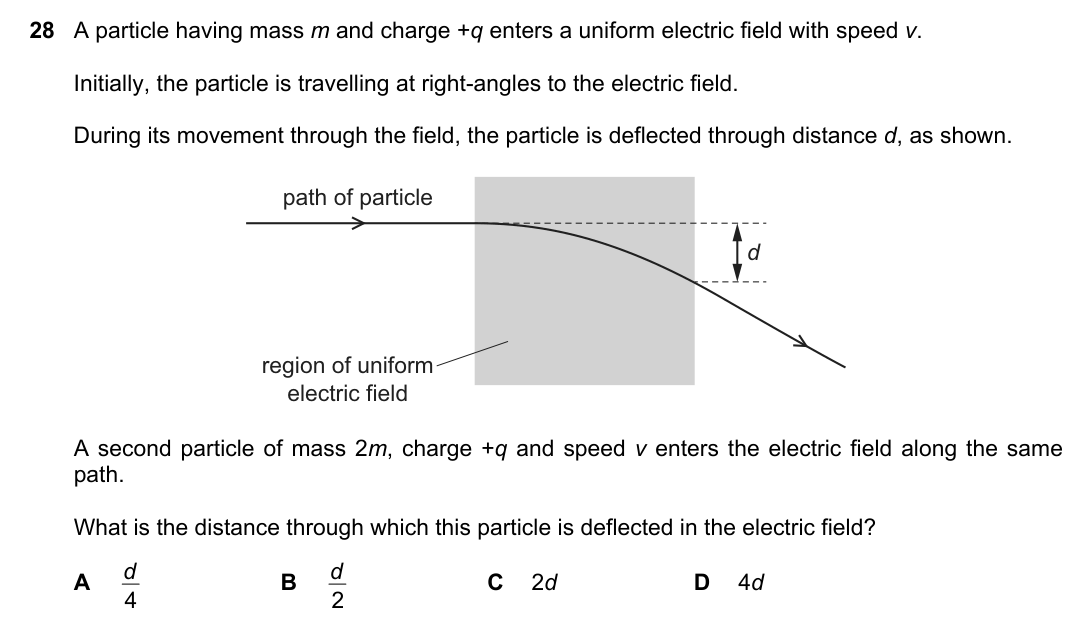 28 A particle having mass m and charge +q enters a uniform electric field with speed v.
Initially, the particle is travelling at right-angles to the electric field.
During its movement through the field, the particle is deflected through distance d, as shown.
path of particle
d
region of uniform
electric field
A second particle of mass 2m, charge +q and speed v enters the electric field along the same
path.
What is the distance through which this particle is deflected in the electric field?
A d/4 B d/2 C 2d D 4d